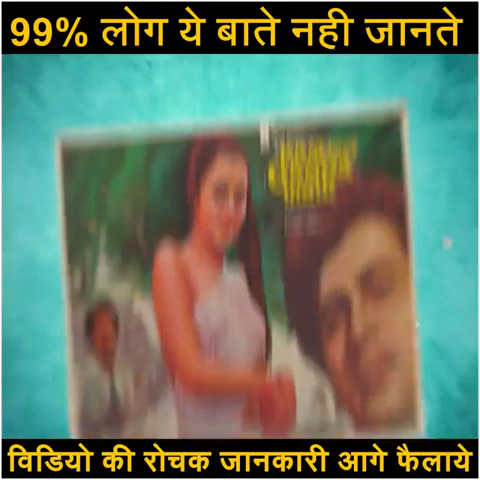 99% लोग ये बाते नही जानते
विडियो की रोचक जानकारी आगे फैलाये